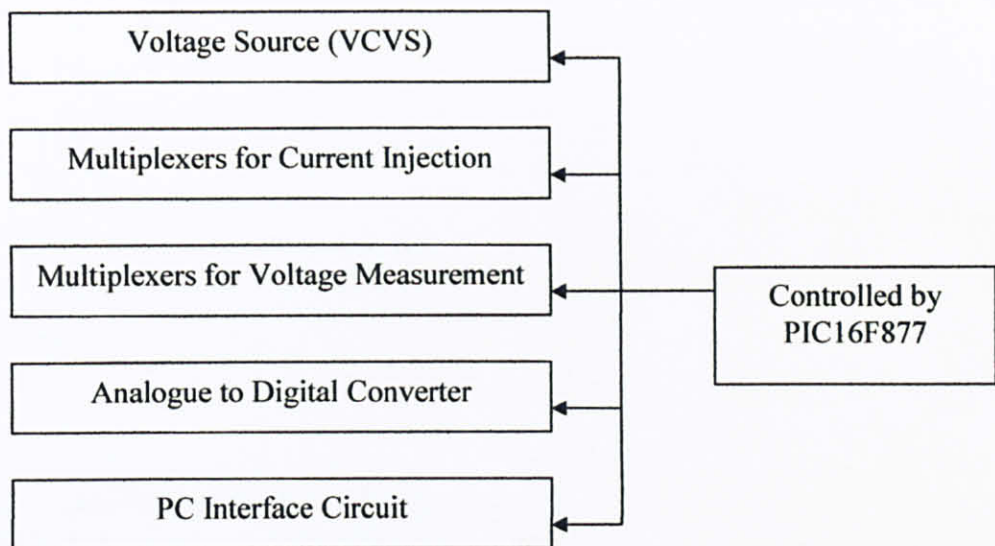 Voltage Source (VCVS)
Multiplexers for Current Injection
Multiplexers for Voltage Measurement
Controlled by
PIC16F877
Analogue to Digital Converter
PC Interface Circuit